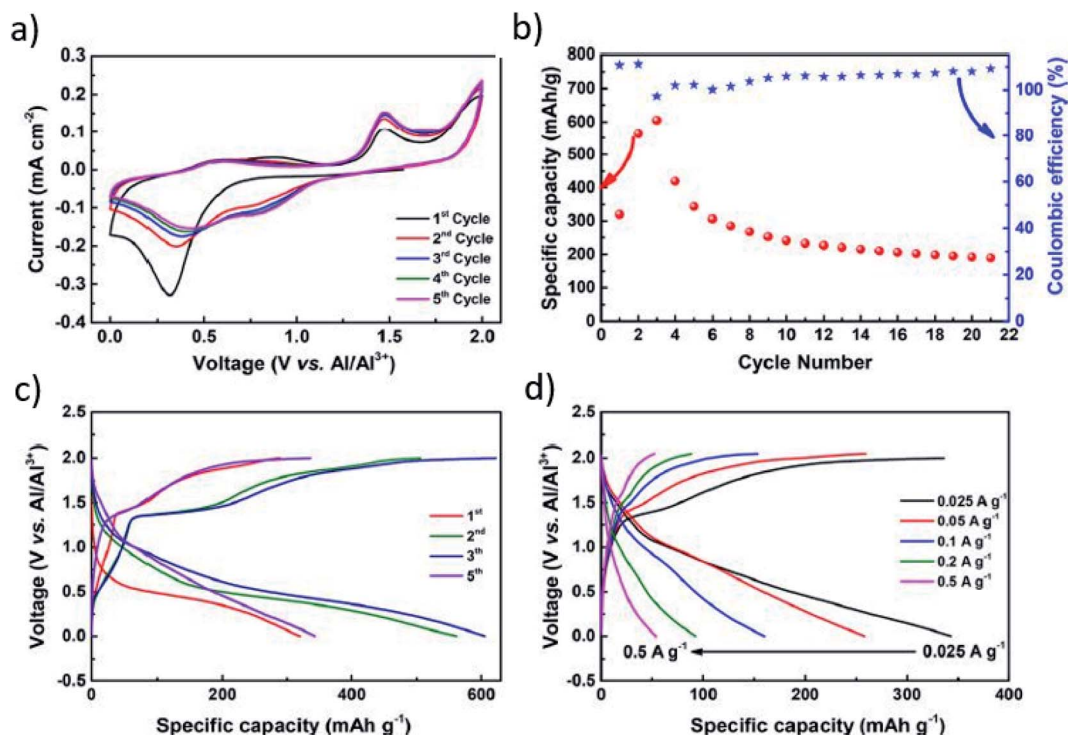 a)
0.3
0.2
0.1
0.0
-0.1
-0.2
-0.3
-0.4
Current (mA cm⁻²)
0.0
0.5
1.0
1.5
2.0
Voltage (V vs. Al/Al³⁺)
1ˢᵗ Cycle
2ⁿᵈ Cycle
3ʳᵈ Cycle
4ᵗʰ Cycle
5ᵗʰ Cycle
b)
800
700
600
500
400
300
200
100
0
Specific capacity (mAh/g)
100
80
60
40
20
0
Coulombic efficiency (%)
0 2 4 6 8 10 12 14 16 18 20 22
Cycle Number
c)
2.5
2.0
1.5
1.0
0.5
0.0
-0.5
Voltage (V vs. Al/Al³⁺)
0 200 400 600
Specific capacity (mAh g⁻¹)
1ˢᵗ
2ⁿᵈ
3ᵗʰ
5ᵗʰ
d)
2.5
2.0
1.5
1.0
0.5
0.0
-0.5
Voltage (V vs. Al/Al³⁺)
0.025 A g⁻¹
0.05 A g⁻¹
0.1 A g⁻¹
0.2 A g⁻¹
0.5 A g⁻¹
0.5 A g⁻¹ 0.025 A g⁻¹
0 100 200 300 400
Specific capacity (mAh g⁻¹)